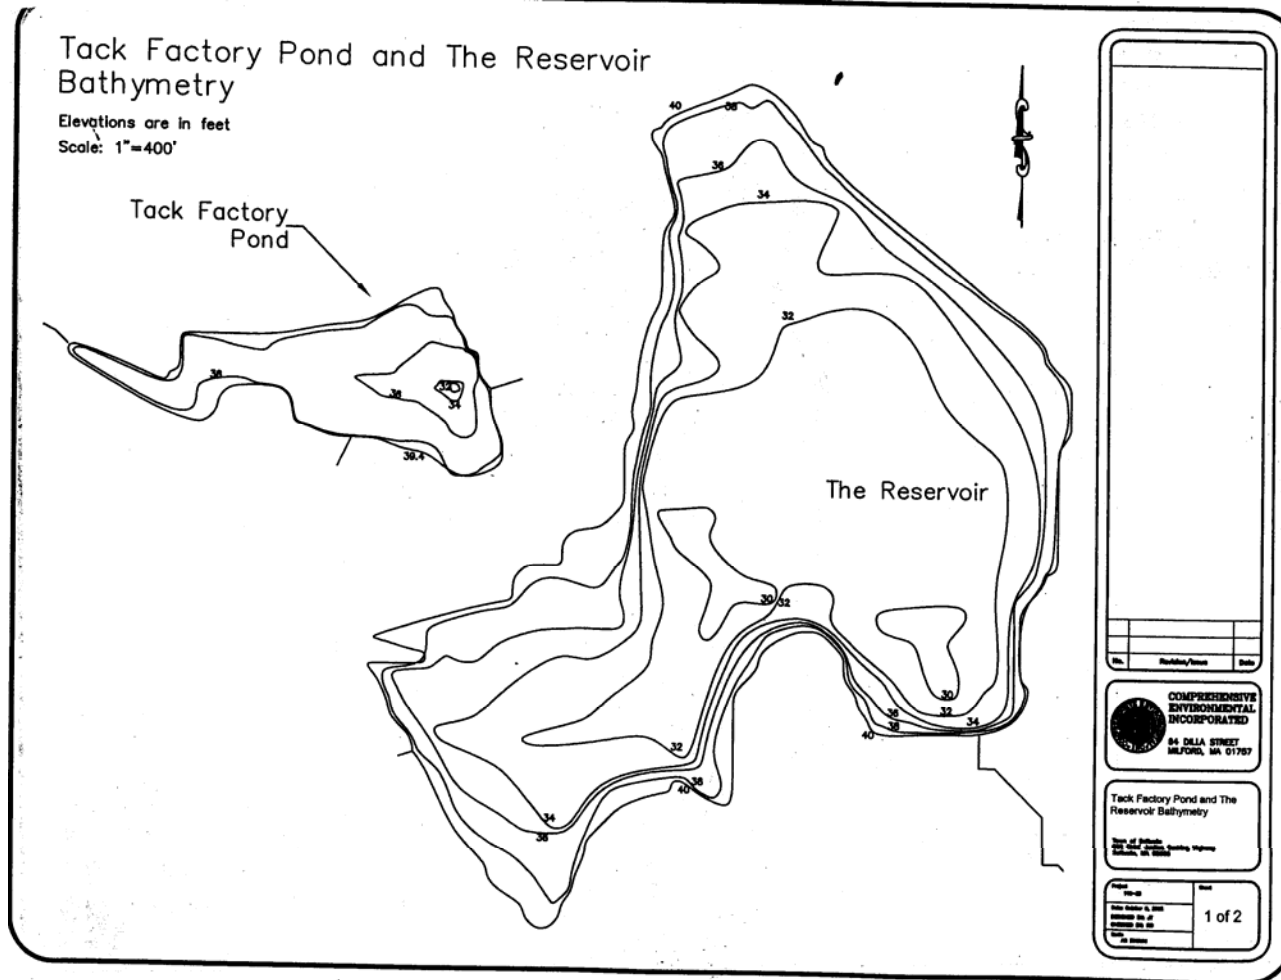 Tack Factory Pond and The Reservoir
Bathymetry
Elevations are in feet
Scale: 1"=400'
Tack Factory
Pond
The Reservoir
40
38
36
34
32
38
36
32
34
39.4
30
32
30
32
34
36
38
40
32
38
40
34
36
No.
Revision/Issue
Date
COMPREHENSIVE
ENVIRONMENTAL
INCORPORATED
84 DILLA STREET
MILFORD, MA 01757
Tack Factory Pond and The
Reservoir Bathymetry
Sheet
1 of 2